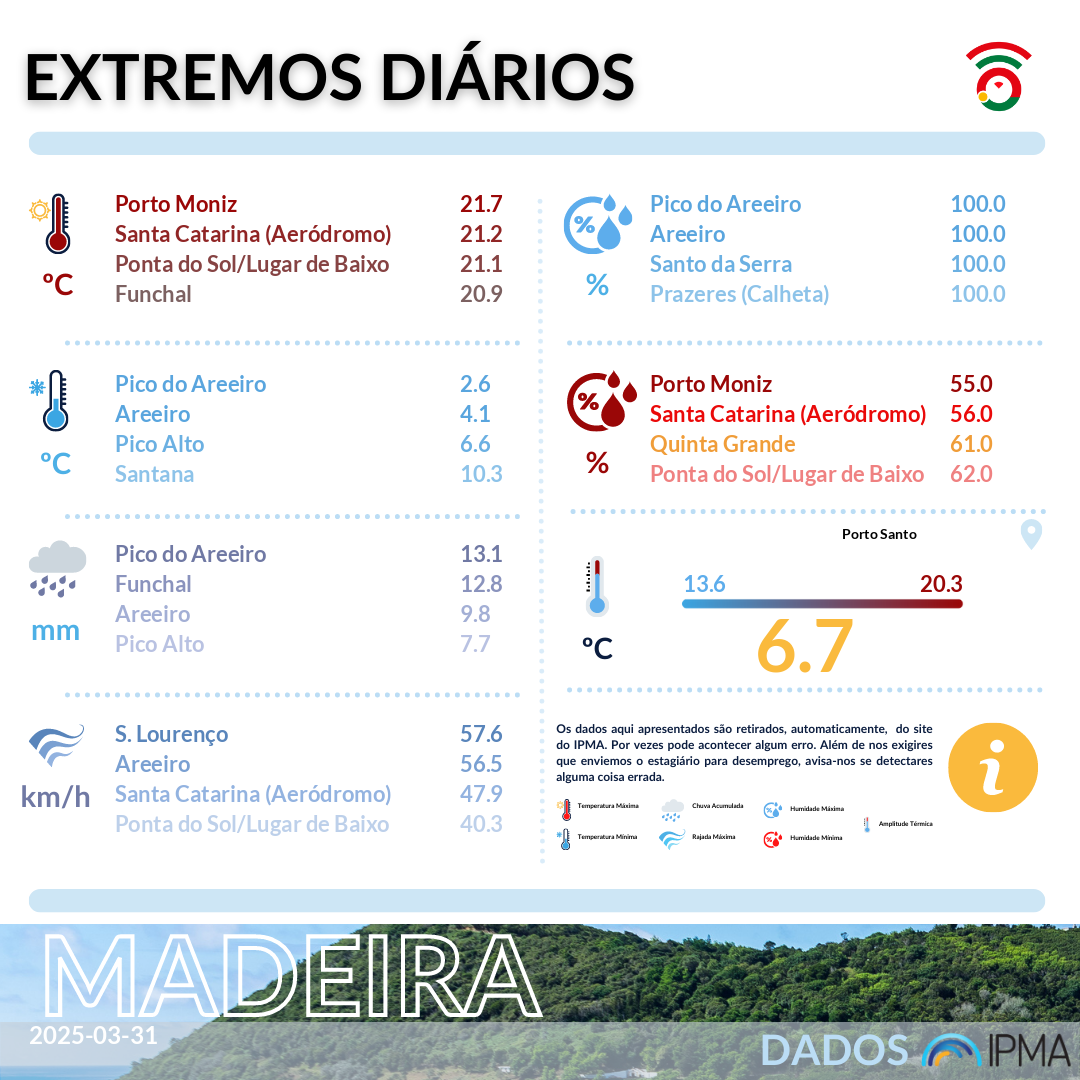 EXTREMOS DIÁRIOS
ºC
Porto Moniz 21.7
Santa Catarina (Aeródromo) 21.2
Ponta do Sol/Lugar de Baixo 21.1
Funchal 20.9
ºC
Pico do Areeiro 2.6
Areeiro 4.1
Pico Alto 6.6
Santana 10.3
mm
Pico do Areeiro 13.1
Funchal 12.8
Areeiro 9.8
Pico Alto 7.7
km/h
S. Lourenço 57.6
Areeiro 56.5
Santa Catarina (Aeródromo) 47.9
Ponta do Sol/Lugar de Baixo 40.3
%
%
Pico do Areeiro 100.0
Areeiro 100.0
Santo da Serra 100.0
Prazeres (Calheta) 100.0
%
%
Porto Moniz 55.0
Santa Catarina (Aeródromo) 56.0
Quinta Grande 61.0
Ponta do Sol/Lugar de Baixo 62.0
Porto Santo
13.6 20.3
ºC
6.7
Os dados aqui apresentados são retirados, automaticamente, do site
do IPMA. Por vezes pode acontecer algum erro. Além de nos exigires
que enviemos o estagiário para desemprego, avisa-nos se detectares
alguma coisa errada.
i
Temperatura Máxima Chuva Acumulada Humidade Máxima
Amplitude Térmica
Temperatura Mínima Rajada Máxima Humidade Mínima
MADEIRA
2025-03-31
DADOS IPMA